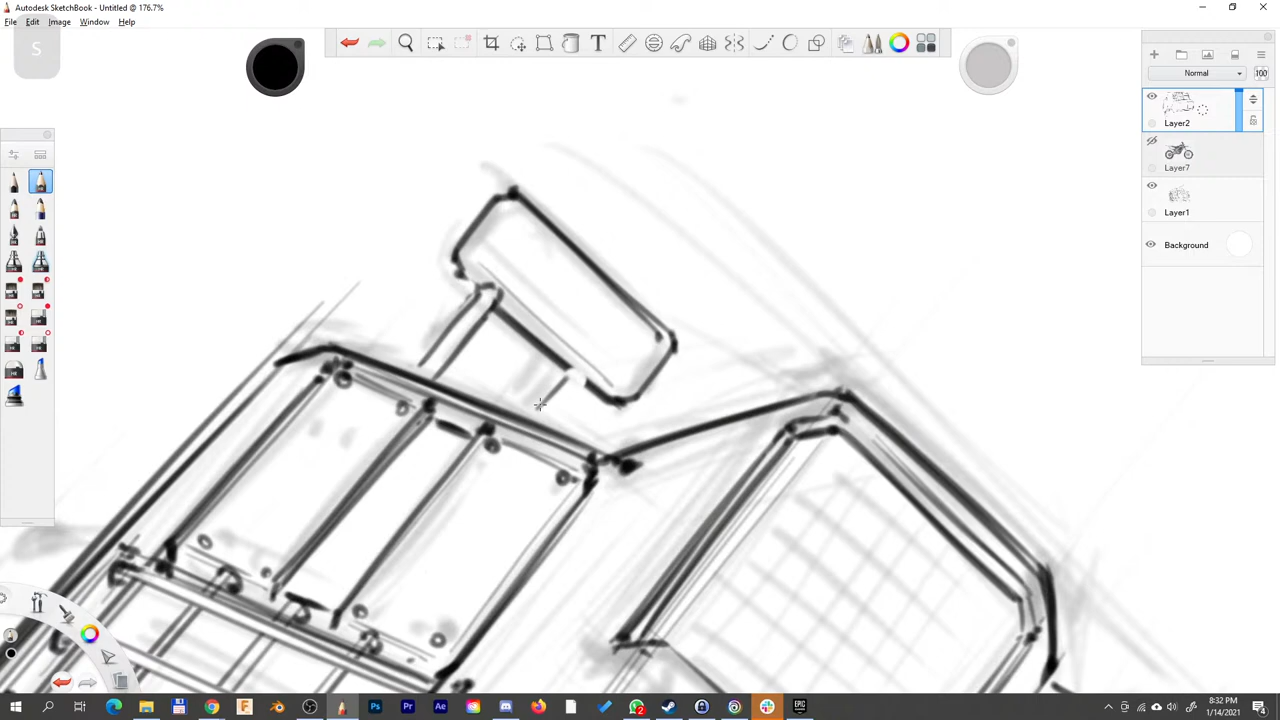 Autodesk SketchBook - Untitled @ 176.7%
File Edit Image Window Help
S
T
Normal
100
Layer2
Layer7
Layer1
Background
8:32 PM
1/14/2021